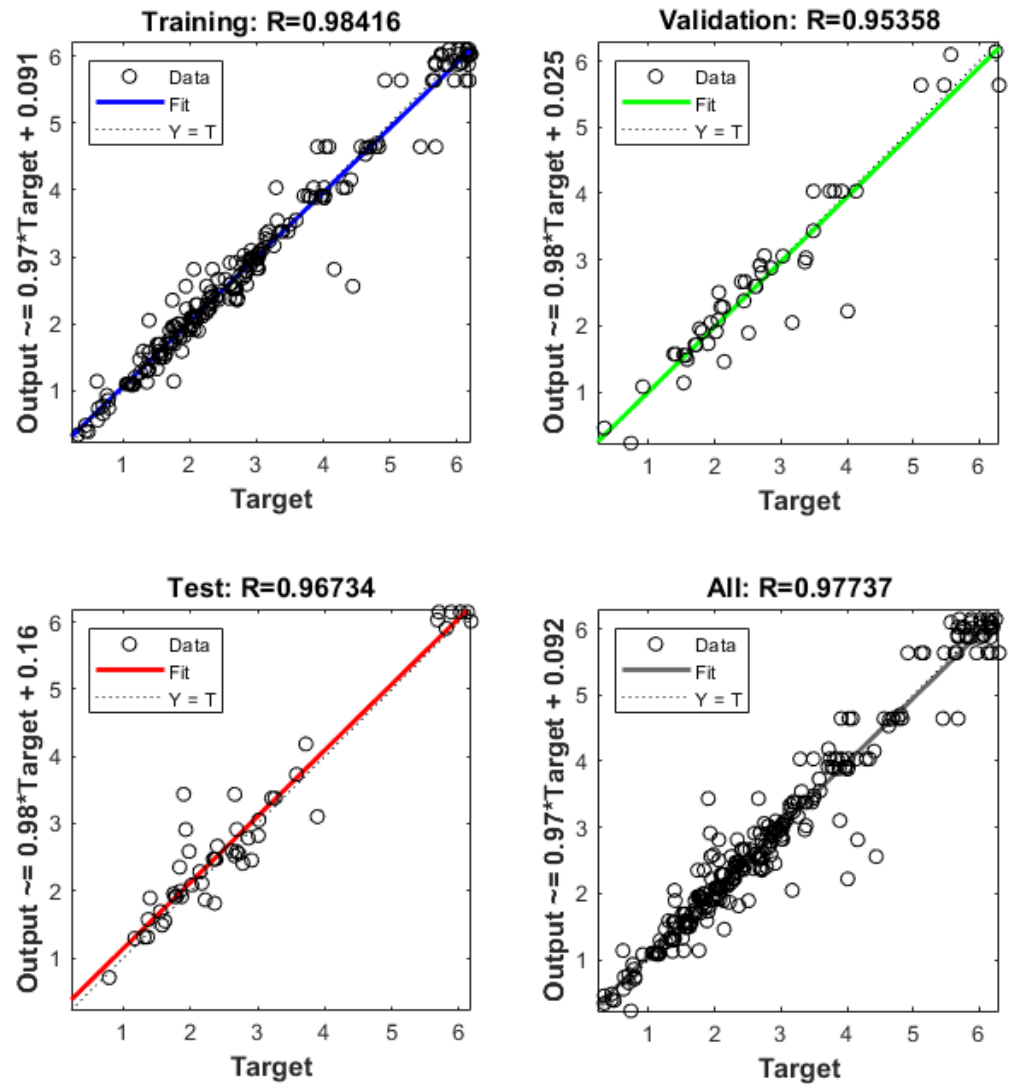 Training: R=0.98416
Output ~= 0.97*Target + 0.091
6
5
4
3
2
1
Data
Fit
Y = T
1 2 3 4 5 6
Target
Validation: R=0.95358
Output ~= 0.98*Target + 0.025
6
5
4
3
2
1
Data
Fit
Y = T
1 2 3 4 5 6
Target
Test: R=0.96734
Output ~= 0.98*Target + 0.16
6
5
4
3
2
1
Data
Fit
Y = T
1 2 3 4 5 6
Target
All: R=0.97737
Output ~= 0.97*Target + 0.092
6
5
4
3
2
1
Data
Fit
Y = T
1 2 3 4 5 6
Target